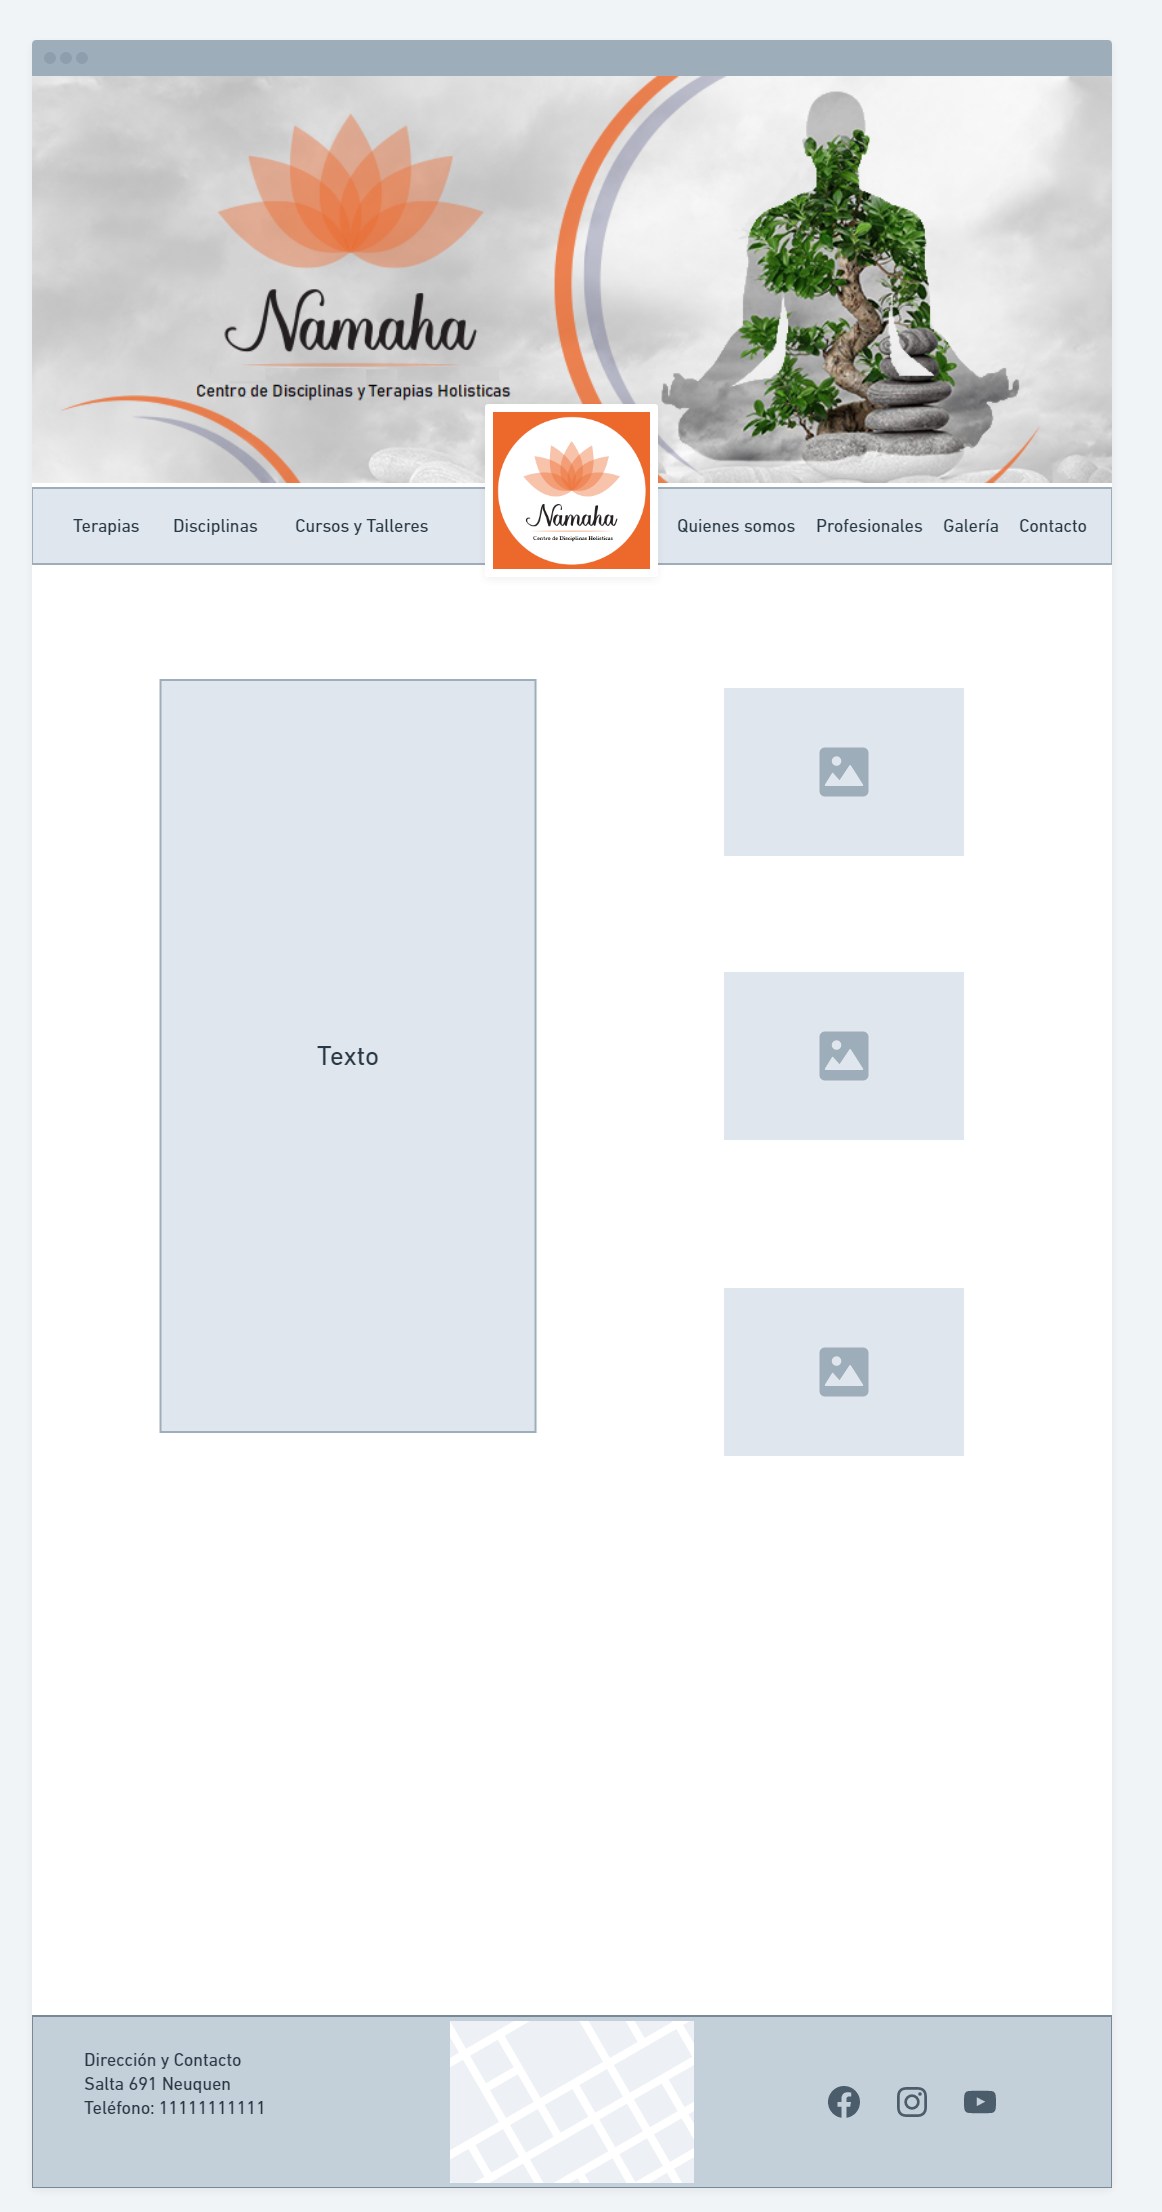 Namaha
Centro de Disciplinas y Terapias Holisticas
Terapias
Disciplinas
Cursos y Talleres
Namaha
Centro de Disciplinas Holísticas
Quienes somos
Profesionales
Galería
Contacto
Texto
Dirección y Contacto
Salta 691 Neuquen
Teléfono: 11111111111